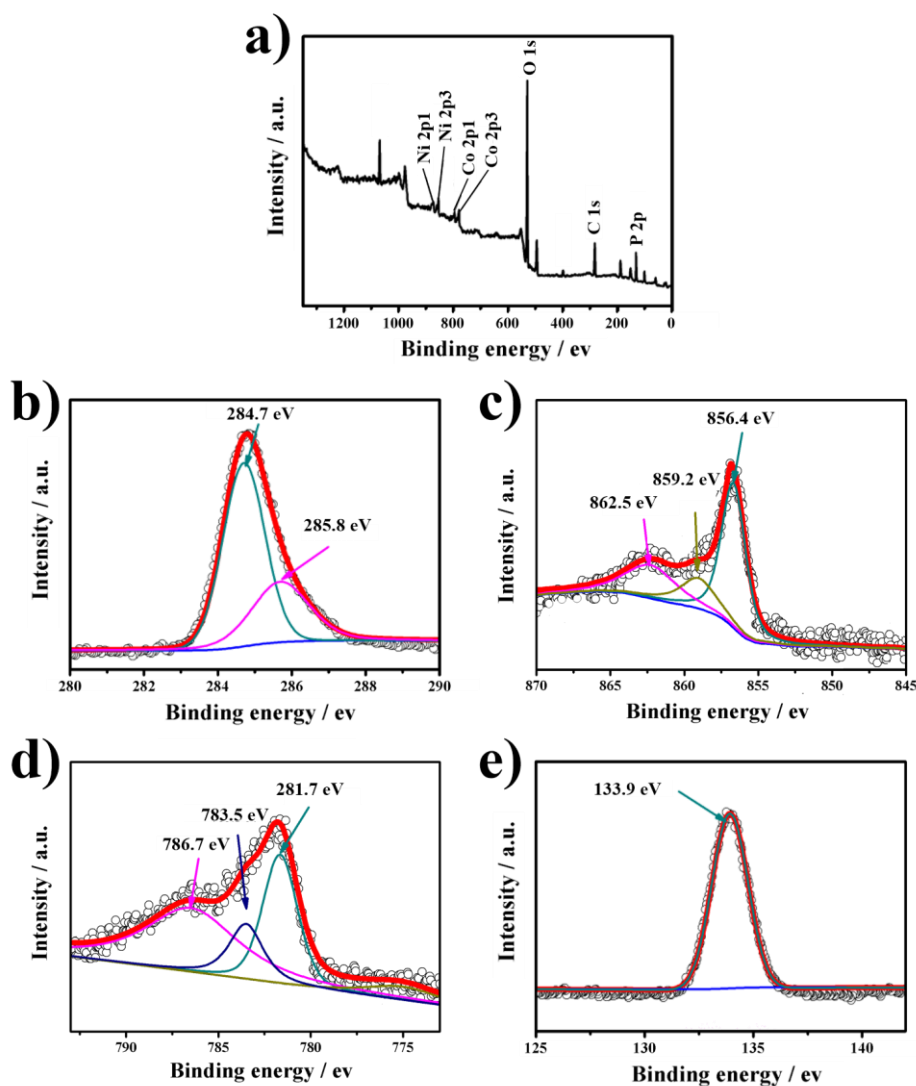 a)
Intensity / a.u.
Ni 2p1
Ni 2p3
Co 2p1
Co 2p3
O 1s
C 1s
P 2p
1200 1000 800 600 400 200 0
Binding energy / ev
b)
284.7 eV
285.8 eV
Intensity / a.u.
280 282 284 286 288 290
Binding energy / ev
c)
856.4 eV
859.2 eV
862.5 eV
Intensity / a.u.
870 865 860 855 850 845
Binding energy / ev
d)
281.7 eV
783.5 eV
786.7 eV
Intensity / a.u.
790 785 780 775
Binding energy / ev
e)
133.9 eV
Intensity / a.u.
125 130 135 140
Binding energy / ev